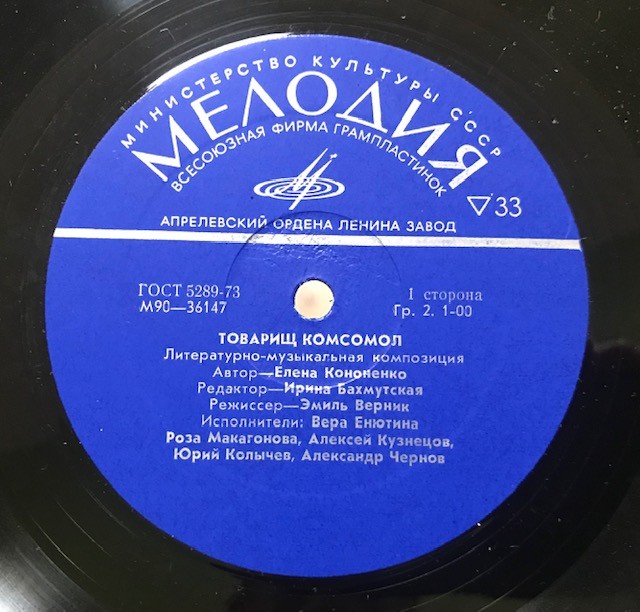 МИНИСТЕРСТВО КУЛЬТУРЫ СССР
МЕЛОДИЯ
ВСЕСОЮЗНАЯ ФИРМА ГРАМПЛАСТИНОК
▽33
АПРЕЛЕВСКИЙ ОРДЕНА ЛЕНИНА ЗАВОД
ГОСТ 5289-73
М90—36147
I сторона
Гр. 2. 1-00
ТОВАРИЩ КОМСОМОЛ
Литературно-музыкальная композиция
Автор—Елена Кононенко
Редактор—Ирина Бахмутская
Режиссер—Эмиль Верник
Исполнители: Вера Енютина
Роза Макагонова, Алексей Кузнецов,
Юрий Колычев, Александр Чернов